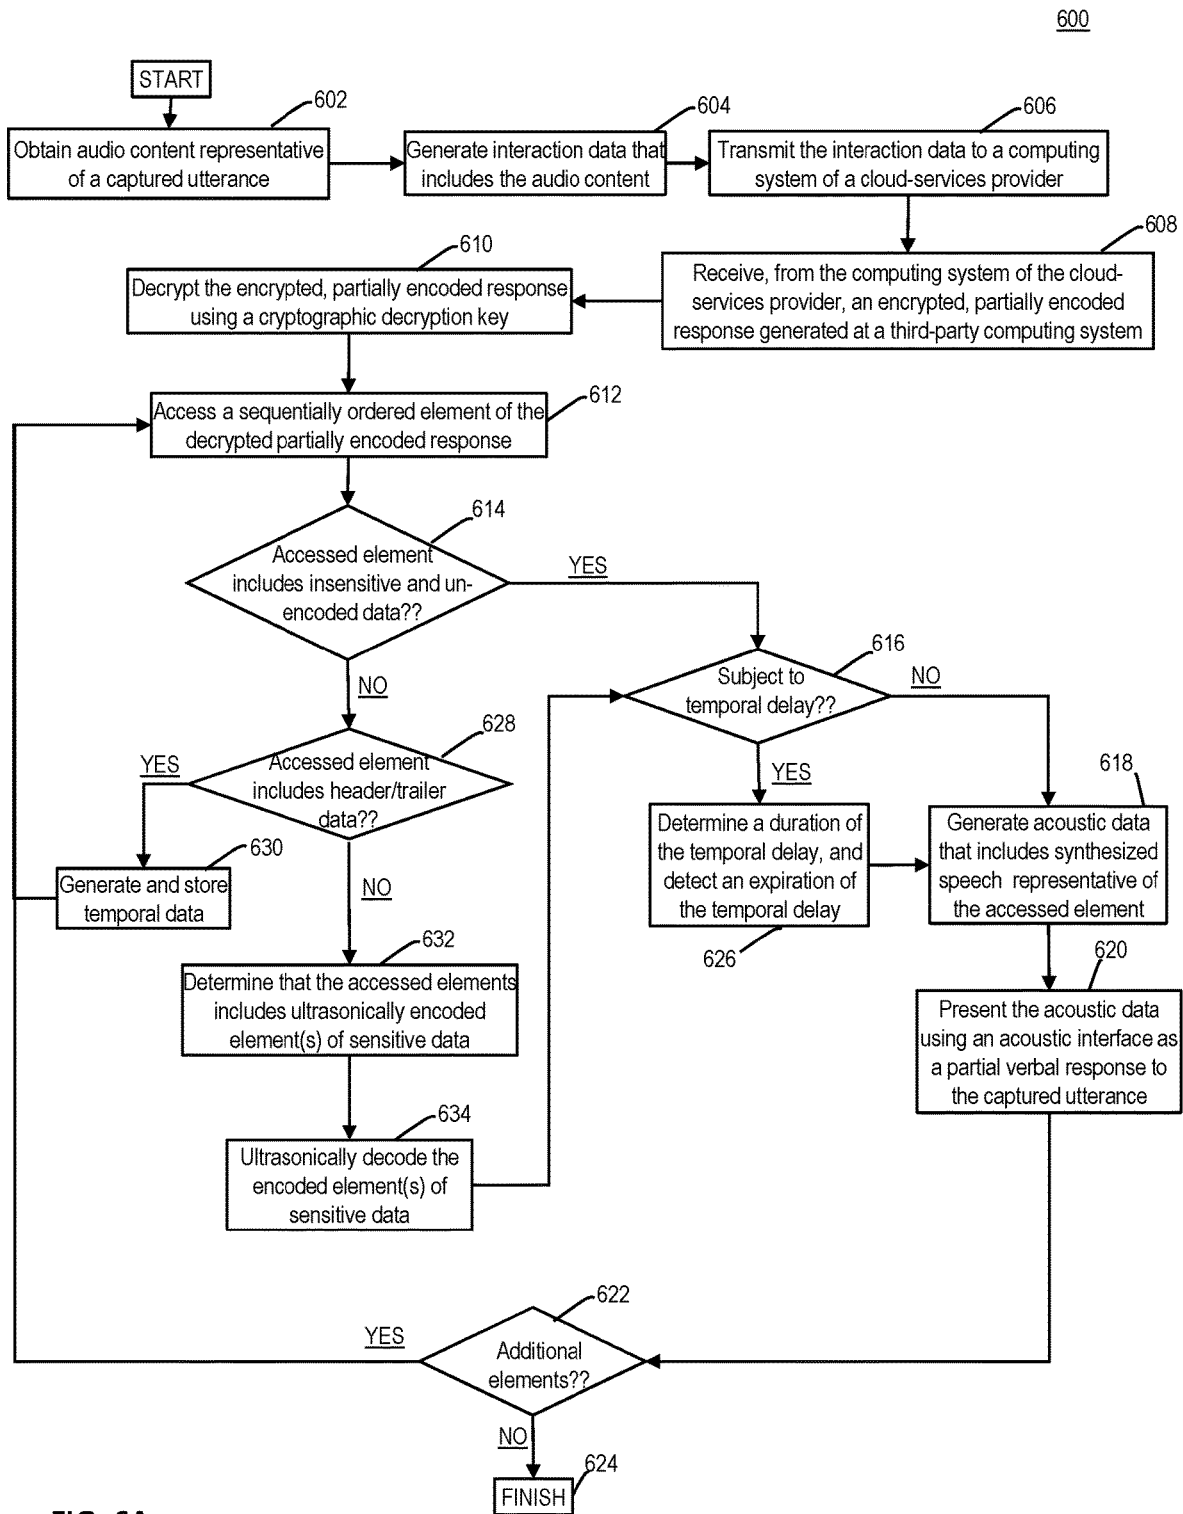 600
START
602
Obtain audio content representative
of a captured utterance
604
Generate interaction data that
includes the audio content
606
Transmit the interaction data to a computing
system of a cloud-services provider
608
Receive, from the computing system of the cloud-
services provider, an encrypted, partially encoded
response generated at a third-party computing system
610
Decrypt the encrypted, partially encoded response
using a cryptographic decryption key
612
Access a sequentially ordered element of the
decrypted partially encoded response
614
Accessed element
includes insensitive and un-
encoded data??
YES
NO
616
Subject to
temporal delay??
NO
YES
628
Accessed element
includes header/trailer
data??
YES
NO
630
Generate and store
temporal data
626
Determine a duration of
the temporal delay, and
detect an expiration of
the temporal delay
618
Generate acoustic data
that includes synthesized
speech representative of
the accessed element
632
Determine that the accessed elements
includes ultrasonically encoded
element(s) of sensitive data
620
Present the acoustic data
using an acoustic interface as
a partial verbal response to
the captured utterance
634
Ultrasonically decode the
encoded element(s) of
sensitive data
622
Additional
elements??
YES
NO
624
FINISH